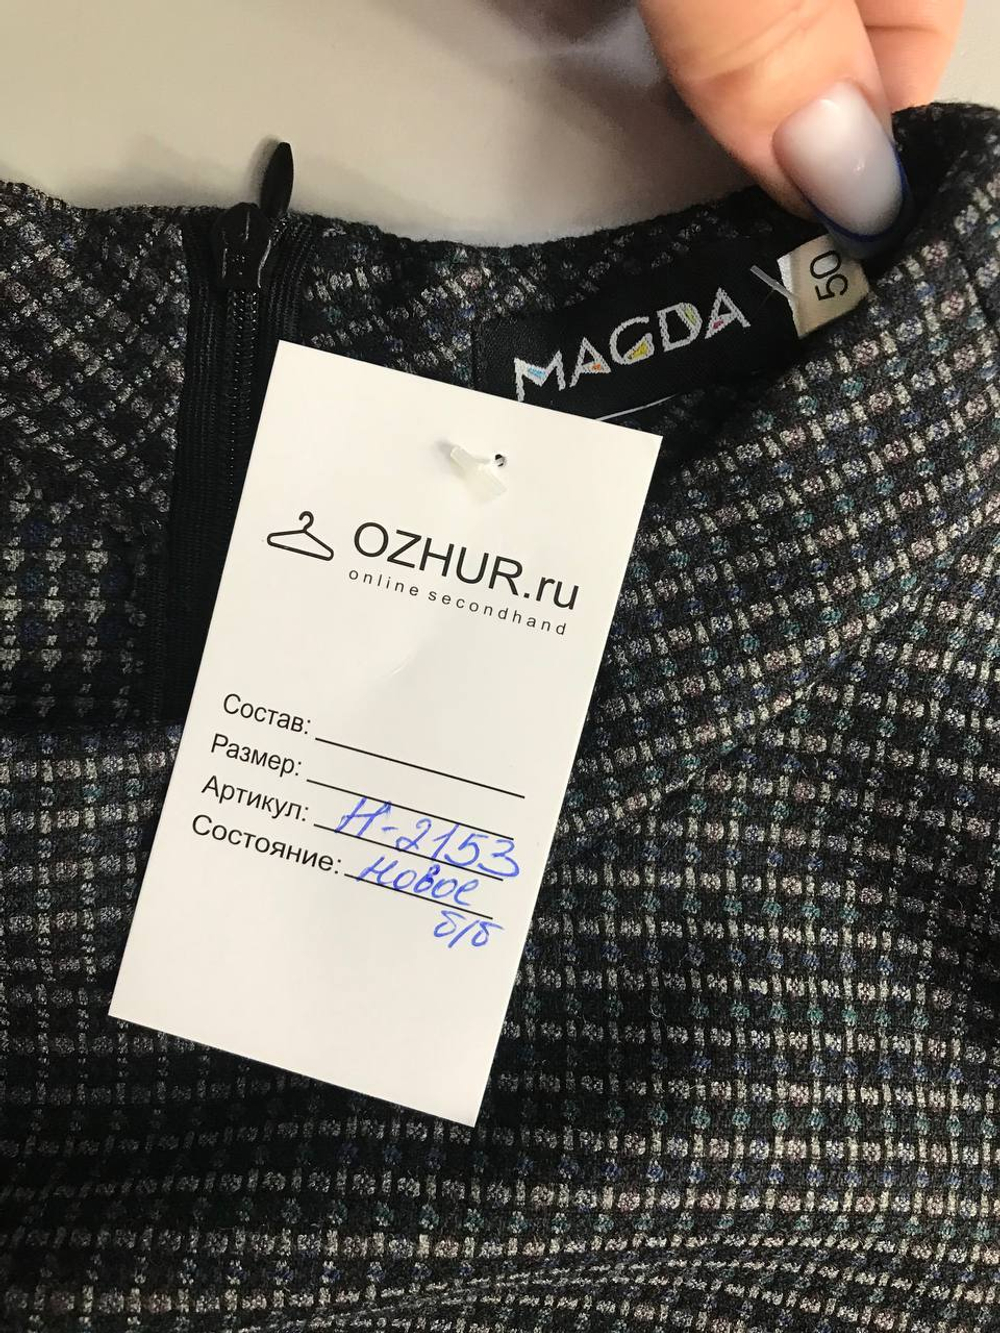 MAGDA
50
OZHUR.ru
online secondhand
Состав:
Размер:
Артикул: Н-2153
Состояние: Новое
б/б